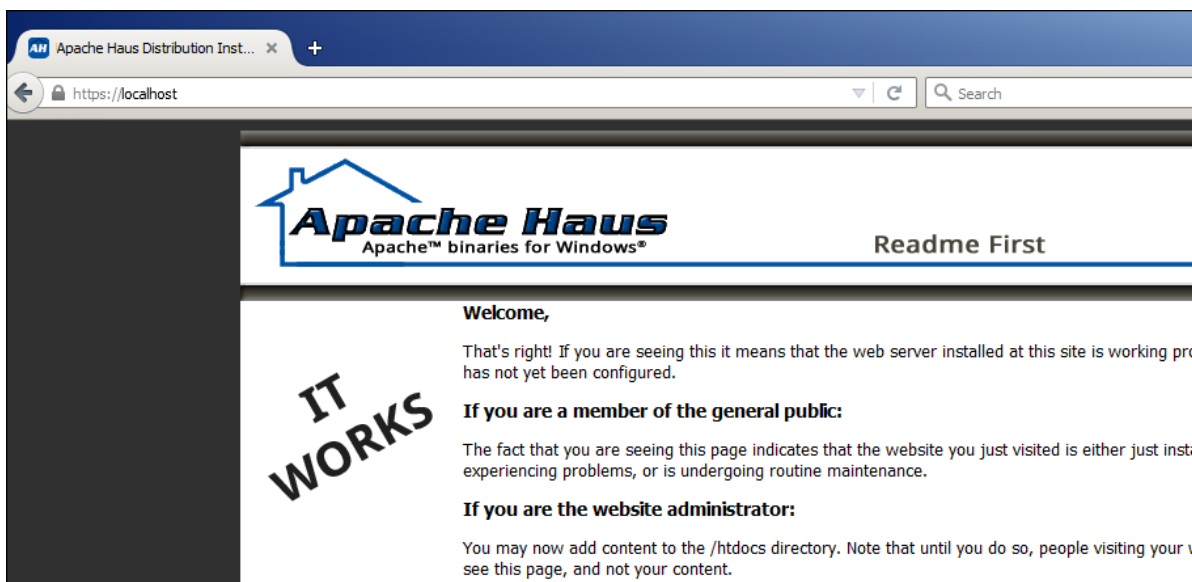 AH Apache Haus Distribution Inst...
https://localhost
Search
Apache Haus
Apache™ binaries for Windows®
Readme First
Welcome,
That's right! If you are seeing this it means that the web server installed at this site is working
has not yet been configured.
IT
WORKS
If you are a member of the general public:
The fact that you are seeing this page indicates that the website you just visited is either just
experiencing problems, or is undergoing routine maintenance.
If you are the website administrator:
You may now add content to the /htdocs directory. Note that until you do so, people visiting your
see this page, and not your content.